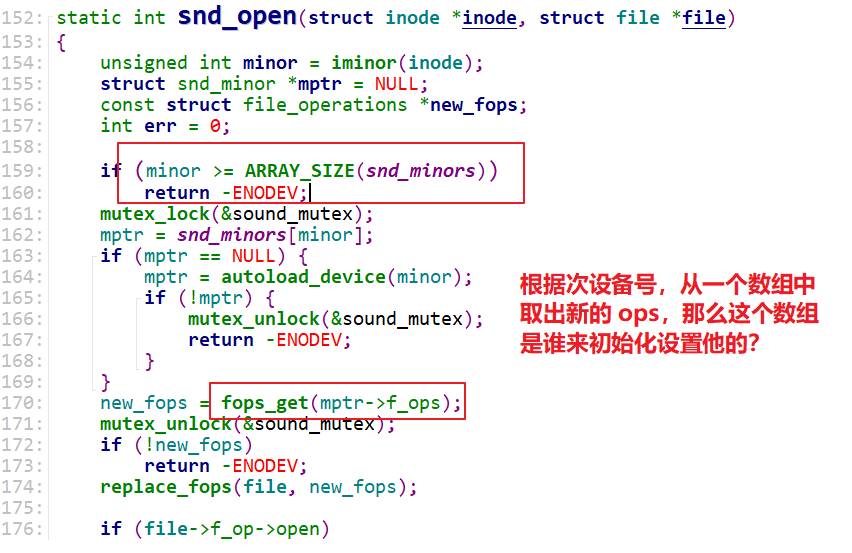 152: static int snd_open(struct inode *inode, struct file *file)
153: {
154: unsigned int minor = iminor(inode);
155: struct snd_minor *mptr = NULL;
156: const struct file_operations *new_fops;
157: int err = 0;
158:
159: if (minor >= ARRAY_SIZE(snd_minors))
160: return -ENODEV;
161: mutex_lock(&sound_mutex);
162: mptr = snd_minors[minor];
163: if (mptr == NULL) {
164: mptr = autoload_device(minor);
165: if (!mptr) {
166: mutex_unlock(&sound_mutex);
167: return -ENODEV;
168: }
169: }
170: new_fops = fops_get(mptr->f_ops);
171: mutex_unlock(&sound_mutex);
172: if (!new_fops)
173: return -ENODEV;
174: replace_fops(file, new_fops);
175:
176: if (file->f_op->open)
根据次设备号，从一个数组中
取出新的 ops，那么这个数组
是谁来初始化设置他的？